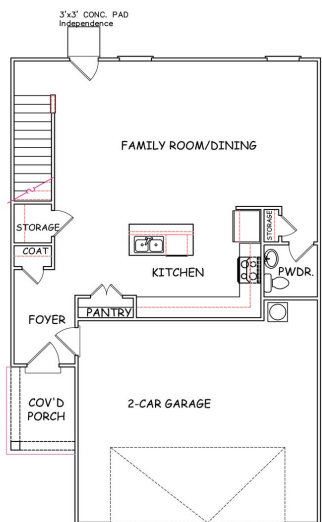 3'x3' CONC. PAD
Independence
FAMILY ROOM/DINING
STORAGE
STORAGE
COAT
KITCHEN
PWDR.
PANTRY
FOYER
COV'D
PORCH
2-CAR GARAGE